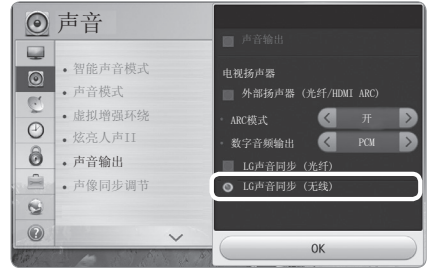 声音
智能声音模式
声音模式
虚拟增强环绕
炫亮人声II
声音输出
声像同步调节
声音输出
电视扬声器
外部扬声器 (光纤/HDMI ARC)
ARC模式 < 开 >
数字音频输出 < PCM >
LG声音同步 (光纤)
LG声音同步 (无线)
OK